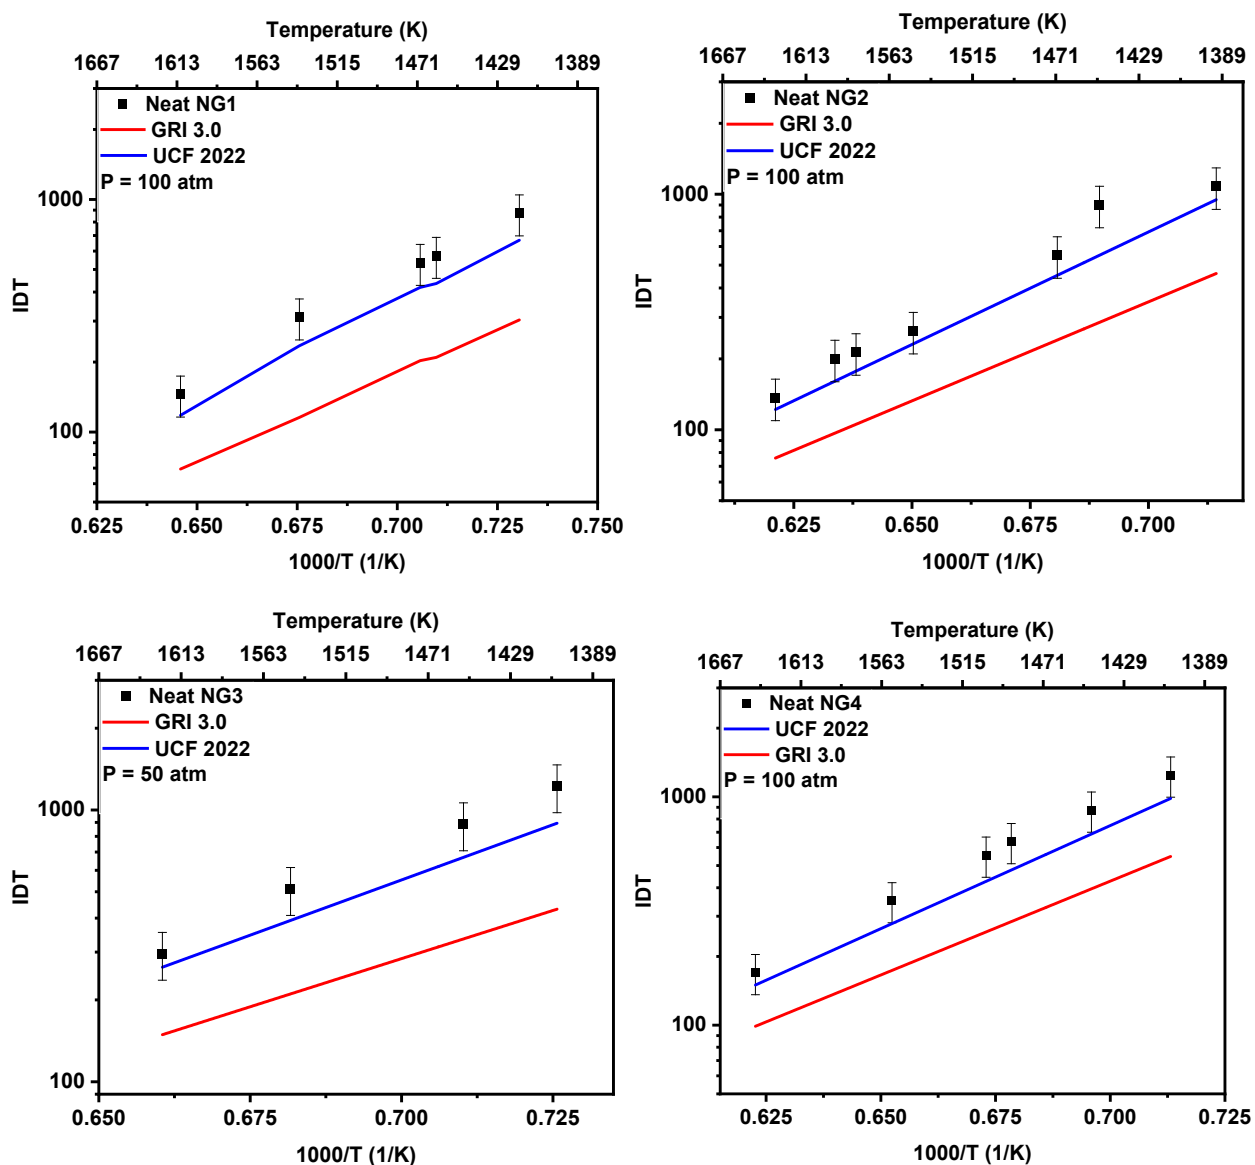 Temperature (K)
1667 1613 1563 1515 1471 1429 1389
Neat NG1
GRI 3.0
UCF 2022
P = 100 atm
1000
100
IDT
0.625 0.650 0.675 0.700 0.725 0.750
1000/T (1/K)
Temperature (K)
1667 1613 1563 1515 1471 1429 1389
Neat NG2
GRI 3.0
UCF 2022
P = 100 atm
1000
100
IDT
0.625 0.650 0.675 0.700
1000/T (1/K)
Temperature (K)
1667 1613 1563 1515 1471 1429 1389
Neat NG3
GRI 3.0
UCF 2022
P = 50 atm
1000
100
IDT
0.650 0.675 0.700 0.725
1000/T (1/K)
Temperature (K)
1667 1613 1563 1515 1471 1429 1389
Neat NG4
UCF 2022
GRI 3.0
P = 100 atm
1000
100
IDT
0.625 0.650 0.675 0.700 0.725
1000/T (1/K)